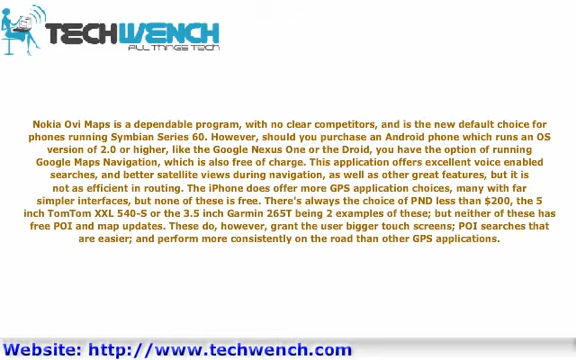 TECHWENCH
ALL THINGS TECH
Nokia Ovi Maps is a dependable program, with no clear competitors, and is the new default choice for
phones running Symbian Series 60. However, should you purchase an Android phone which runs an OS
version of 2.0 or higher, like the Google Nexus One or the Droid, you have the option of running
Google Maps Navigation, which is also free of charge. This application offers excellent voice enabled
searches, and better satellite views during navigation, as well as other great features, but it is
not as efficient in routing. The iPhone does offer more GPS application choices, many with far
simpler interfaces, but none of these is free. There's always the choice of PND less than $200, the 5
inch TomTom XXL 540-S or the 3.5 inch Garmin 265T being 2 examples of these; but neither of these has
free POI and map updates. These do, however, grant the user bigger touch screens; POI searches that
are easier; and perform more consistently on the road than other GPS applications.
Website: http://www.techwench.com